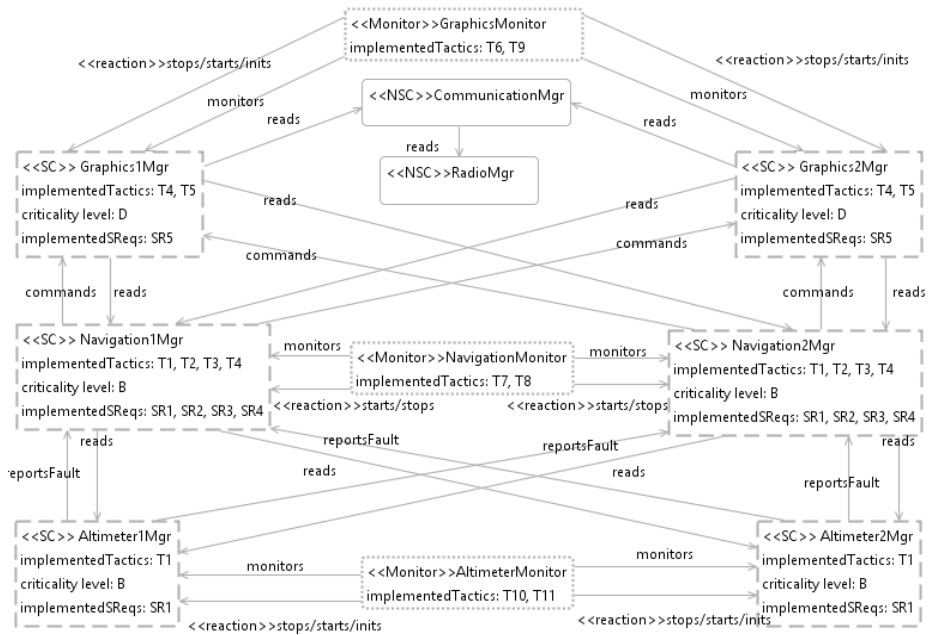 <<Monitor>>GraphicsMonitor
implementedTactics: T6, T9
<<reaction>>stops/starts/inits
<<reaction>>stops/starts/inits
monitors
monitors
<<NSC>>CommunicationMgr
reads
reads
reads
<<NSC>>RadioMgr
<<SC>> Graphics1Mgr
implementedTactics: T4, T5
criticality level: D
implementedSReqs: SR5
<<SC>> Graphics2Mgr
implementedTactics: T4, T5
criticality level: D
implementedSReqs: SR5
reads
reads
commands
commands
commands
reads
commands
reads
<<SC>> Navigation1Mgr
implementedTactics: T1, T2, T3, T4
criticality level: B
implementedSReqs: SR1, SR2, SR3, SR4
monitors
<<Monitor>>NavigationMonitor
implementedTactics: T7, T8
monitors
<<reaction>>starts/stops
<<reaction>>starts/stops
<<SC>> Navigation2Mgr
implementedTactics: T1, T2, T3, T4
criticality level: B
implementedSReqs: SR1, SR2, SR3, SR4
reads
reportsFault
reportsFault
reportsFault
reads
reads
reads
reportsFault
<<SC>> Altimeter1Mgr
implementedTactics: T1
criticality level: B
implementedSReqs: SR1
monitors
<<Monitor>>AltimeterMonitor
implementedTactics: T10, T11
monitors
<<SC>> Altimeter2Mgr
implementedTactics: T1
criticality level: B
implementedSReqs: SR1
<<reaction>>stops/starts/inits
<<reaction>>stops/starts/inits